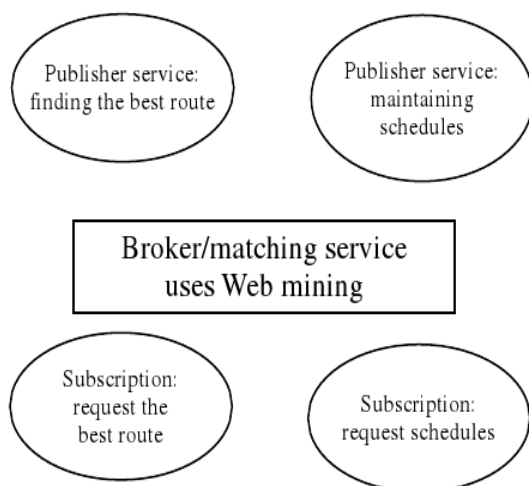 Publisher service:
finding the best route
Publisher service:
maintaining
schedules
Broker/matching service
uses Web mining
Subscription:
request the
best route
Subscription:
request schedules